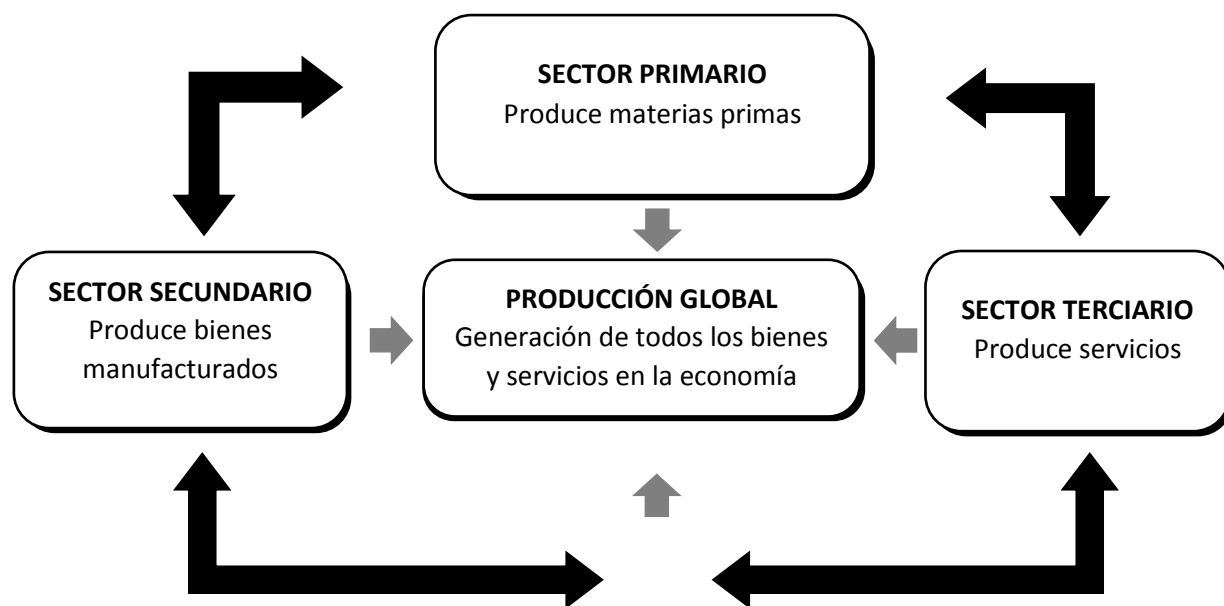 SECTOR PRIMARIO
Produce materias primas
SECTOR SECUNDARIO
Produce bienes
manufacturados
PRODUCCIÓN GLOBAL
Generación de todos los bienes
y servicios en la economía
SECTOR TERCIARIO
Produce servicios